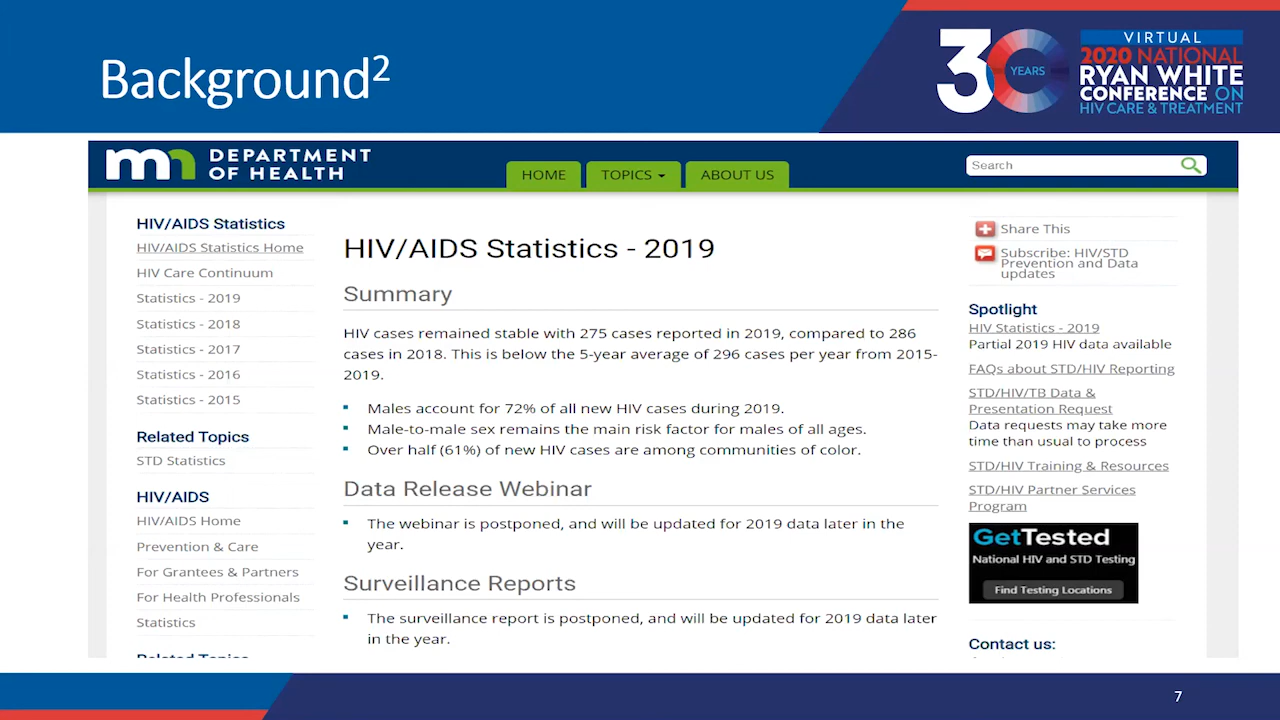 Background²
30 YEARS
VIRTUAL
2020 NATIONAL
RYAN WHITE
CONFERENCE ON
HIV CARE & TREATMENT
mn DEPARTMENT
OF HEALTH
HOME
TOPICS
ABOUT US
Search
HIV/AIDS Statistics
HIV/AIDS Statistics Home
HIV Care Continuum
Statistics - 2019
Statistics - 2018
Statistics - 2017
Statistics - 2016
Statistics - 2015
Related Topics
STD Statistics
HIV/AIDS
HIV/AIDS Home
Prevention & Care
For Grantees & Partners
For Health Professionals
Statistics
Related Topics
HIV/AIDS Statistics - 2019
Summary
HIV cases remained stable with 275 cases reported in 2019, compared to 286
cases in 2018. This is below the 5-year average of 296 cases per year from 2015-
2019.
Males account for 72% of all new HIV cases during 2019.
Male-to-male sex remains the main risk factor for males of all ages.
Over half (61%) of new HIV cases are among communities of color.
Data Release Webinar
The webinar is postponed, and will be updated for 2019 data later in the
year.
Surveillance Reports
The surveillance report is postponed, and will be updated for 2019 data later
in the year.
Share This
Subscribe: HIV/STD
Prevention and Data
updates
Spotlight
HIV Statistics - 2019
Partial 2019 HIV data available
FAQs about STD/HIV Reporting
STD/HIV/TB Data &
Presentation Request
Data requests may take more
time than usual to process
STD/HIV Training & Resources
STD/HIV Partner Services
Program
GetTested
National HIV and STD Testing
Find Testing Locations
Contact us:
7